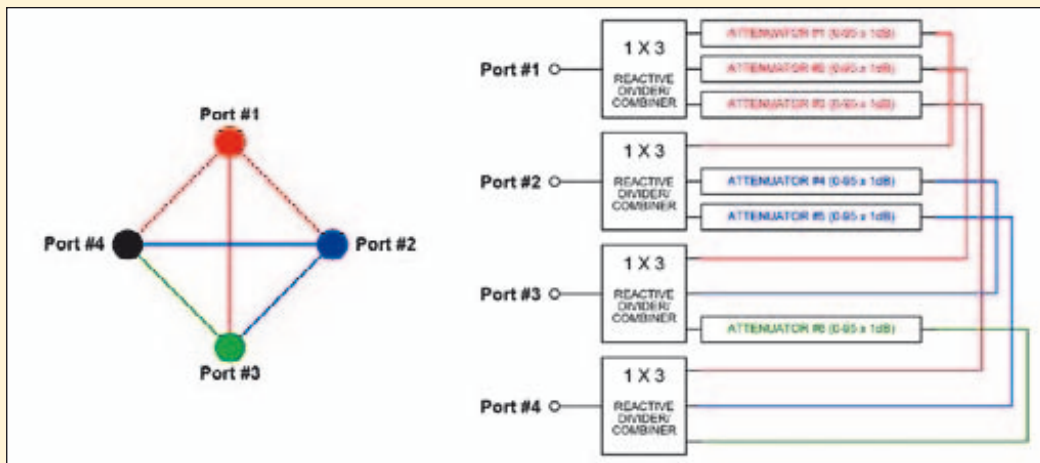 Port #1
Port #4
Port #2
Port #3
Port #1
1 X 3
REACTIVE
DIVIDER/
COMBINER
ATTENUATOR #1 (0-95 x 1dB)
ATTENUATOR #2 (0-95 x 1dB)
ATTENUATOR #3 (0-95 x 1dB)
Port #2
1 X 3
REACTIVE
DIVIDER/
COMBINER
ATTENUATOR #4 (0-95 x 1dB)
ATTENUATOR #5 (0-95 x 1dB)
Port #3
1 X 3
REACTIVE
DIVIDER/
COMBINER
ATTENUATOR #6 (0-95 x 1dB)
Port #4
1 X 3
REACTIVE
DIVIDER/
COMBINER